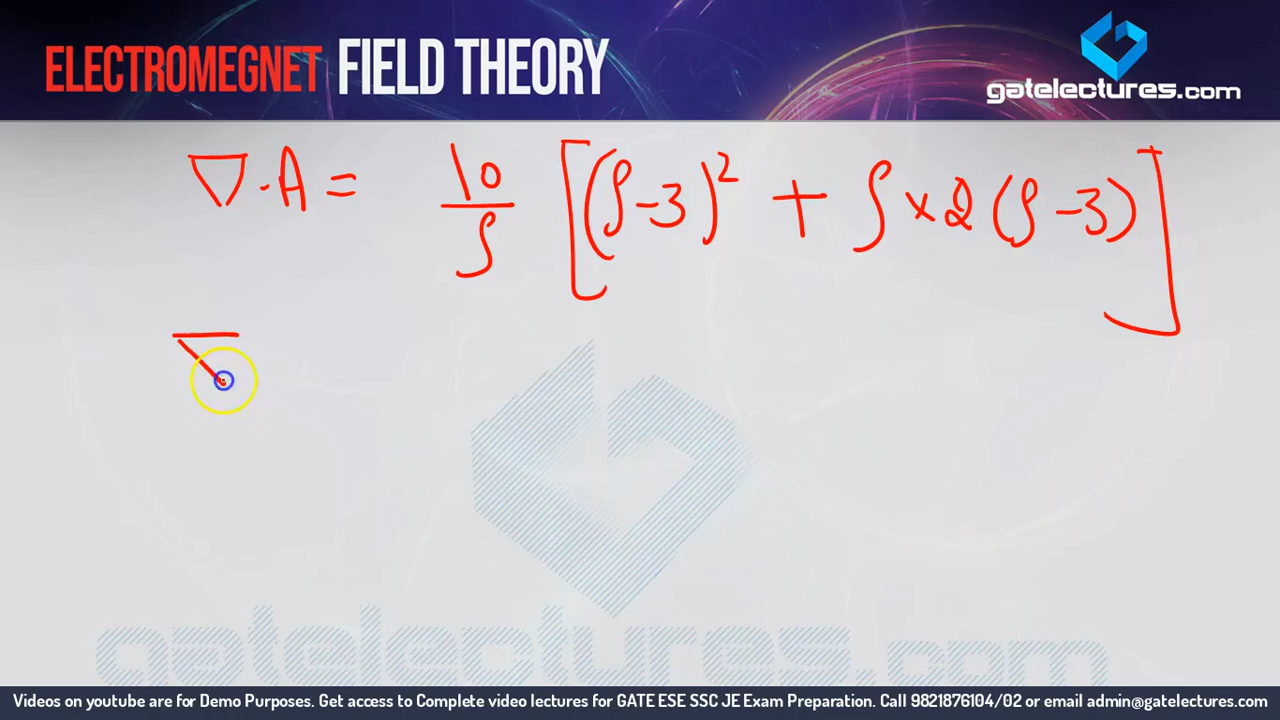 ELECTROMEGNET FIELD THEORY
gatelectures.com
∇·A = 10/ρ [(ρ-3)² + ρ×2(ρ-3)]
gatelectures.com
Videos on youtube are for Demo Purposes. Get access to Complete video lectures for GATE ESE SSC JE Exam Preparation. Call 9821876104/02 or email admin@gatelectures.com